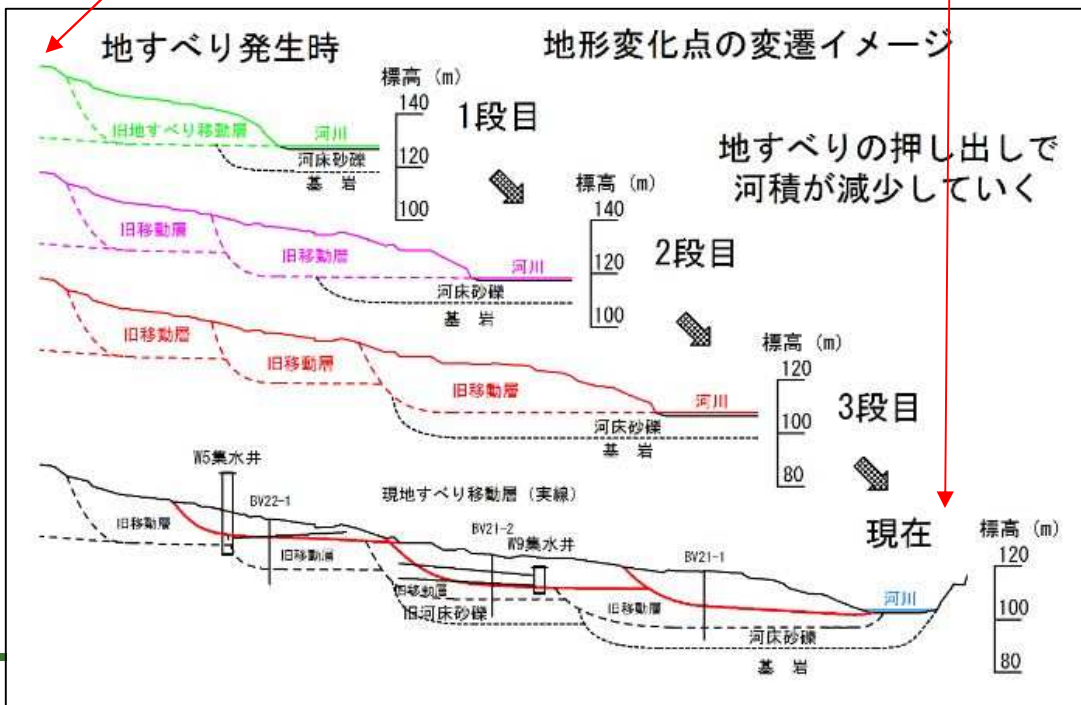 地すべり発生時
地形変化点の変遷イメージ
標高 (m)
140
120
100
1段目
旧地すべり移動層
河川
河床砂礫
基 岩
地すべりの押し出しで
河積が減少していく
標高 (m)
140
120
100
2段目
旧移動層
旧移動層
河川
河床砂礫
基 岩
標高 (m)
120
100
80
3段目
旧移動層
旧移動層
旧移動層
河川
河床砂礫
基 岩
W5集水井
BV22-1
現地すべり移動層(実線)
BV21-2
W9集水井
BV21-1
現在
標高 (m)
120
100
80
旧移動層
旧移動層
旧移動層
旧河床砂礫
旧移動層
河川
河床砂礫
基 岩